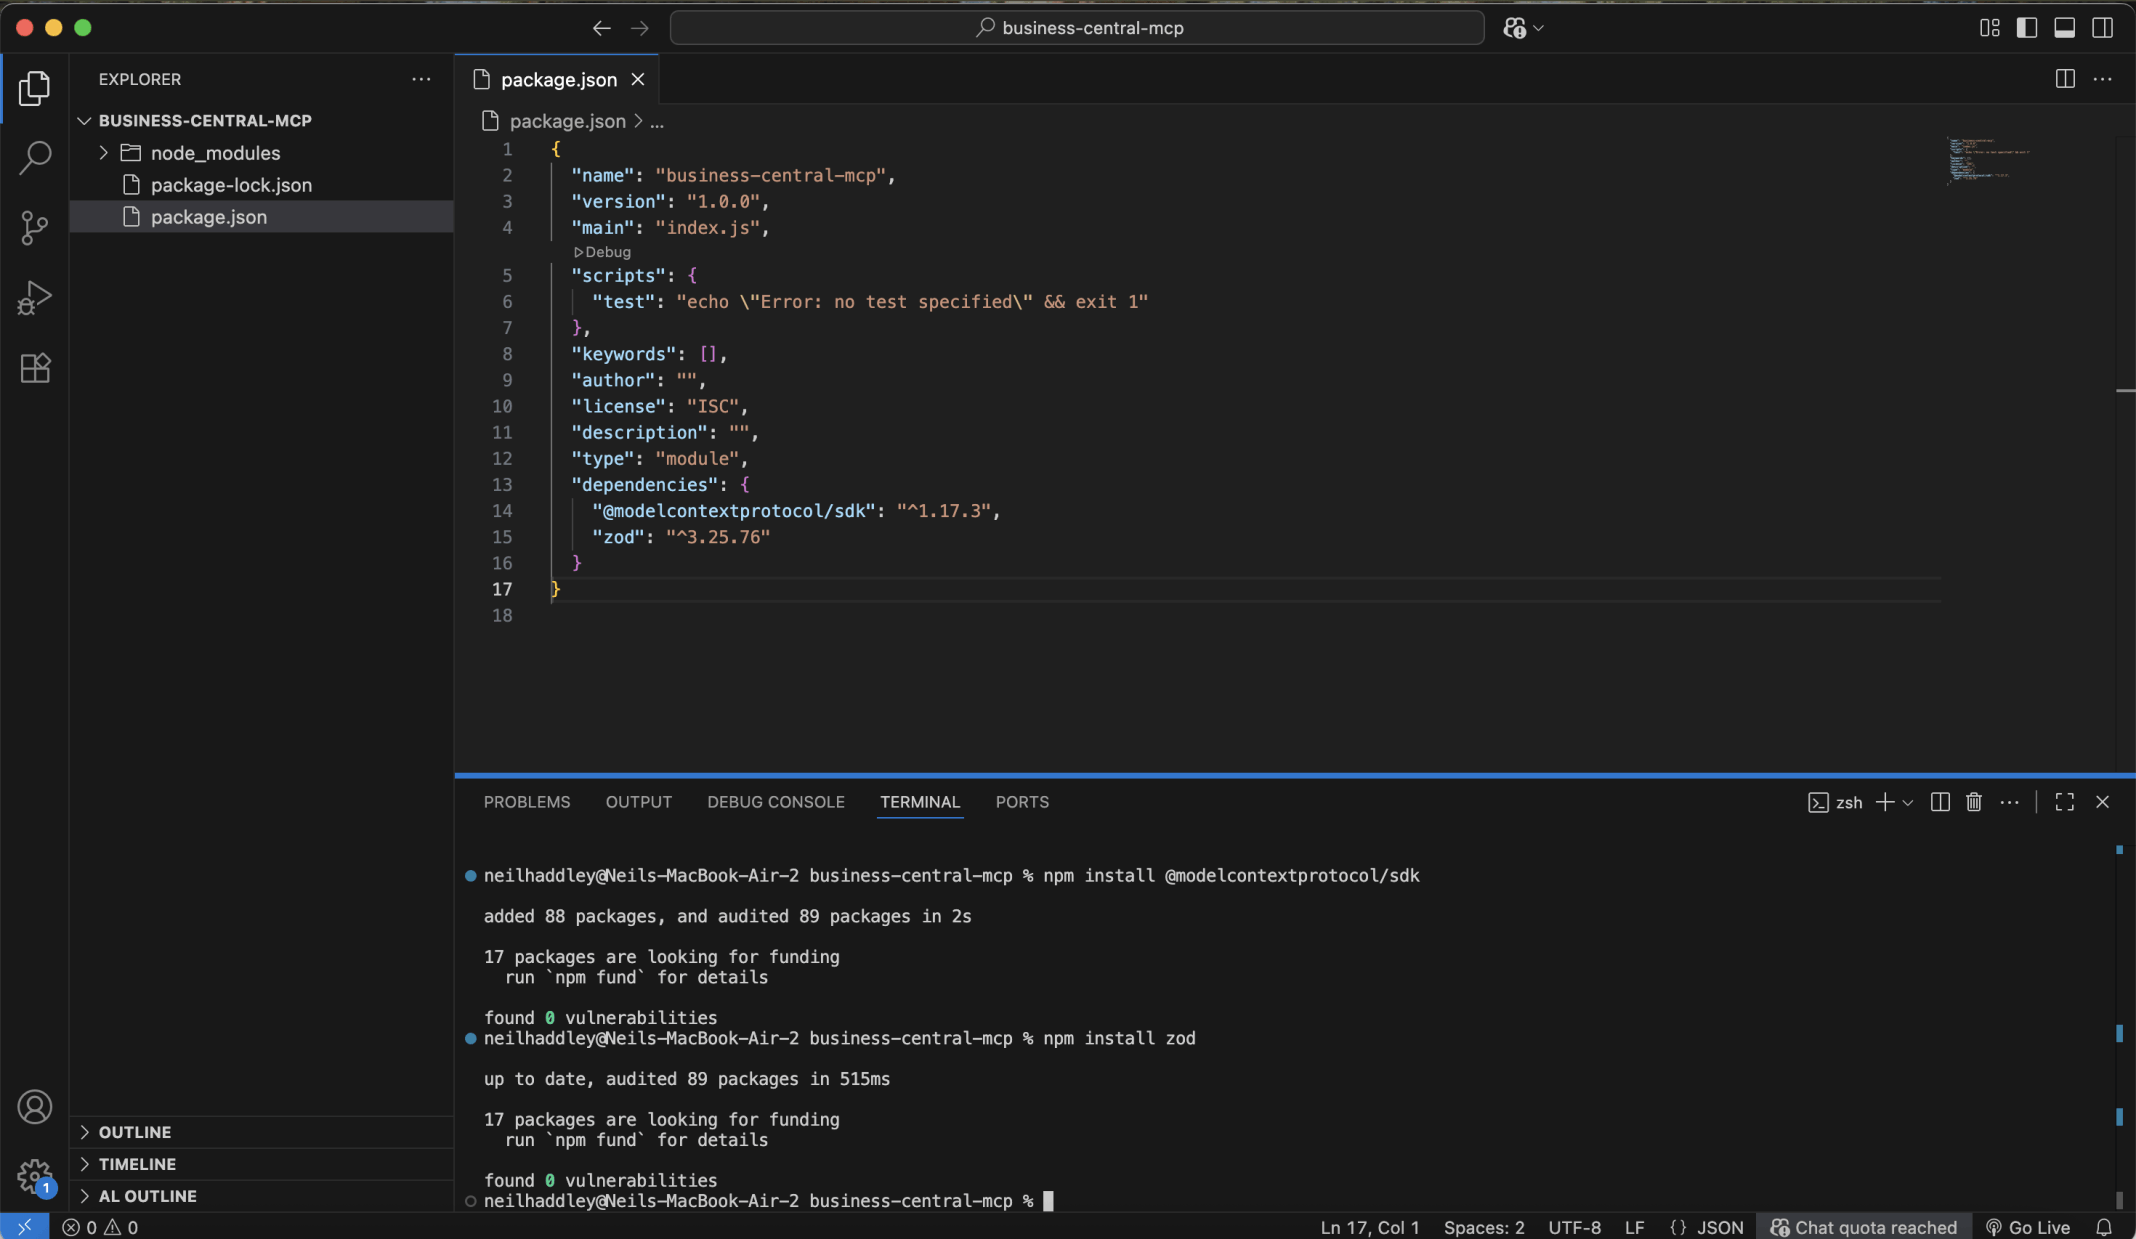 business-central-mcp
EXPLORER
BUSINESS-CENTRAL-MCP
node_modules
package-lock.json
package.json
OUTLINE
TIMELINE
AL OUTLINE
1
package.json
package.json > ...
1 {
2 "name": "business-central-mcp",
3 "version": "1.0.0",
4 "main": "index.js",
Debug
5 "scripts": {
6 "test": "echo \"Error: no test specified\" && exit 1"
7 },
8 "keywords": [],
9 "author": "",
10 "license": "ISC",
11 "description": "",
12 "type": "module",
13 "dependencies": {
14 "@modelcontextprotocol/sdk": "^1.17.3",
15 "zod": "^3.25.76"
16 }
17 }
18
PROBLEMS OUTPUT DEBUG CONSOLE TERMINAL PORTS
zsh
neilhaddley@Neils-MacBook-Air-2 business-central-mcp % npm install @modelcontextprotocol/sdk
added 88 packages, and audited 89 packages in 2s
17 packages are looking for funding
run `npm fund` for details
found 0 vulnerabilities
neilhaddley@Neils-MacBook-Air-2 business-central-mcp % npm install zod
up to date, audited 89 packages in 515ms
17 packages are looking for funding
run `npm fund` for details
found 0 vulnerabilities
neilhaddley@Neils-MacBook-Air-2 business-central-mcp %
0 0 Ln 17, Col 1 Spaces: 2 UTF-8 LF {} JSON Chat quota reached Go Live